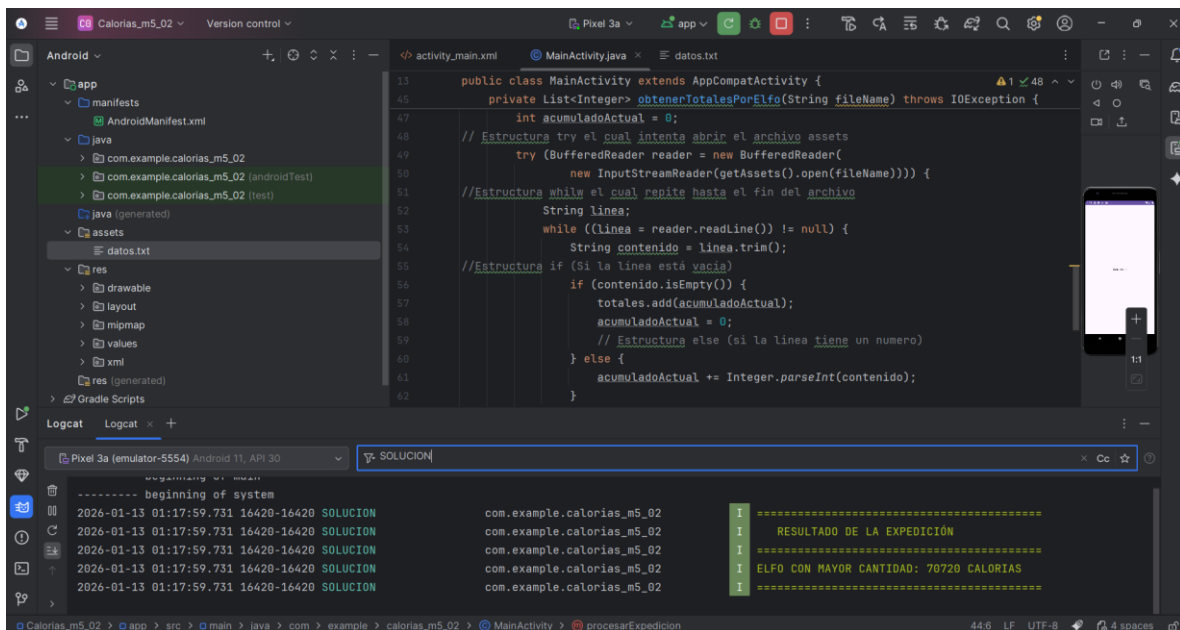 CB Calorias_m5_02 Version control Pixel 3a app
Android
activity_main.xml MainActivity.java datos.txt
app
manifests
AndroidManifest.xml
java
com.example.calorias_m5_02
com.example.calorias_m5_02 (androidTest)
com.example.calorias_m5_02 (test)
java (generated)
assets
datos.txt
res
drawable
layout
mipmap
values
xml
res (generated)
Gradle Scripts
1 48
13 public class MainActivity extends AppCompatActivity {
45 private List<Integer> obtenerTotalesPorElfo(String fileName) throws IOException {
47 int acumuladoActual = 0;
48 // Estructura try el cual intenta abrir el archivo assets
49 try (BufferedReader reader = new BufferedReader(
50 new InputStreamReader(getAssets().open(fileName)))) {
51 //Estructura whilw el cual repite hasta el fin del archivo
52 String linea;
53 while ((linea = reader.readLine()) != null) {
54 String contenido = linea.trim();
55 //Estructura if (Si la linea está vacia)
56 if (contenido.isEmpty()) {
57 totales.add(acumuladoActual);
58 acumuladoActual = 0;
59 // Estructura else (si la linea tiene un numero)
60 } else {
61 acumuladoActual += Integer.parseInt(contenido);
62 }
1:1
Logcat Logcat
Pixel 3a (emulator-5554) Android 11, API 30 SOLUCION Cc
--------- beginning of main
--------- beginning of system
2026-01-13 01:17:59.731 16420-16420 SOLUCION com.example.calorias_m5_02 I =========================================
2026-01-13 01:17:59.731 16420-16420 SOLUCION com.example.calorias_m5_02 I RESULTADO DE LA EXPEDICIÓN
2026-01-13 01:17:59.731 16420-16420 SOLUCION com.example.calorias_m5_02 I =========================================
2026-01-13 01:17:59.731 16420-16420 SOLUCION com.example.calorias_m5_02 I ELFO CON MAYOR CANTIDAD: 70720 CALORIAS
2026-01-13 01:17:59.731 16420-16420 SOLUCION com.example.calorias_m5_02 I =========================================
Calorias_m5_02 > app > src > main > java > com > example > calorias_m5_02 > MainActivity > procesarExpedicion 44:6 LF UTF-8 4 spaces